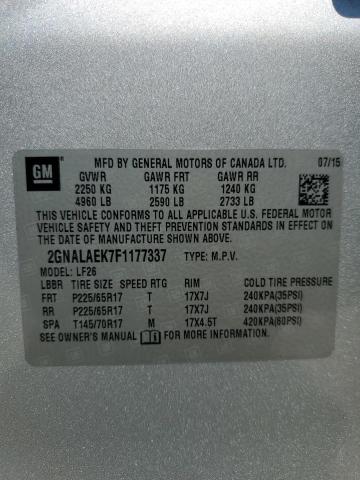 GM
MFD BY GENERAL MOTORS OF CANADA LTD. 07/15
GVWR GAWR FRT GAWR RR
2250 KG 1175 KG 1240 KG
4960 LB 2590 LB 2733 LB
THIS VEHICLE CONFORMS TO ALL APPLICABLE U.S. FEDERAL MOTOR
VEHICLE SAFETY AND THEFT PREVENTION STANDARDS IN EFFECT ON
THE DATE OF MANUFACTURE SHOWN ABOVE.
2GNALAEK7F1177337 TYPE: M.P.V.
MODEL: LF26
LBBR TIRE SIZE SPEED RTG RIM COLD TIRE PRESSURE
FRT P225/65R17 T 17X7J 240KPA(35PSI)
RR P225/65R17 T 17X7J 240KPA(35PSI)
SPA T145/70R17 M 17X4.5T 420KPA(60PSI)
SEE OWNER'S MANUAL FOR MORE INFORMATION.